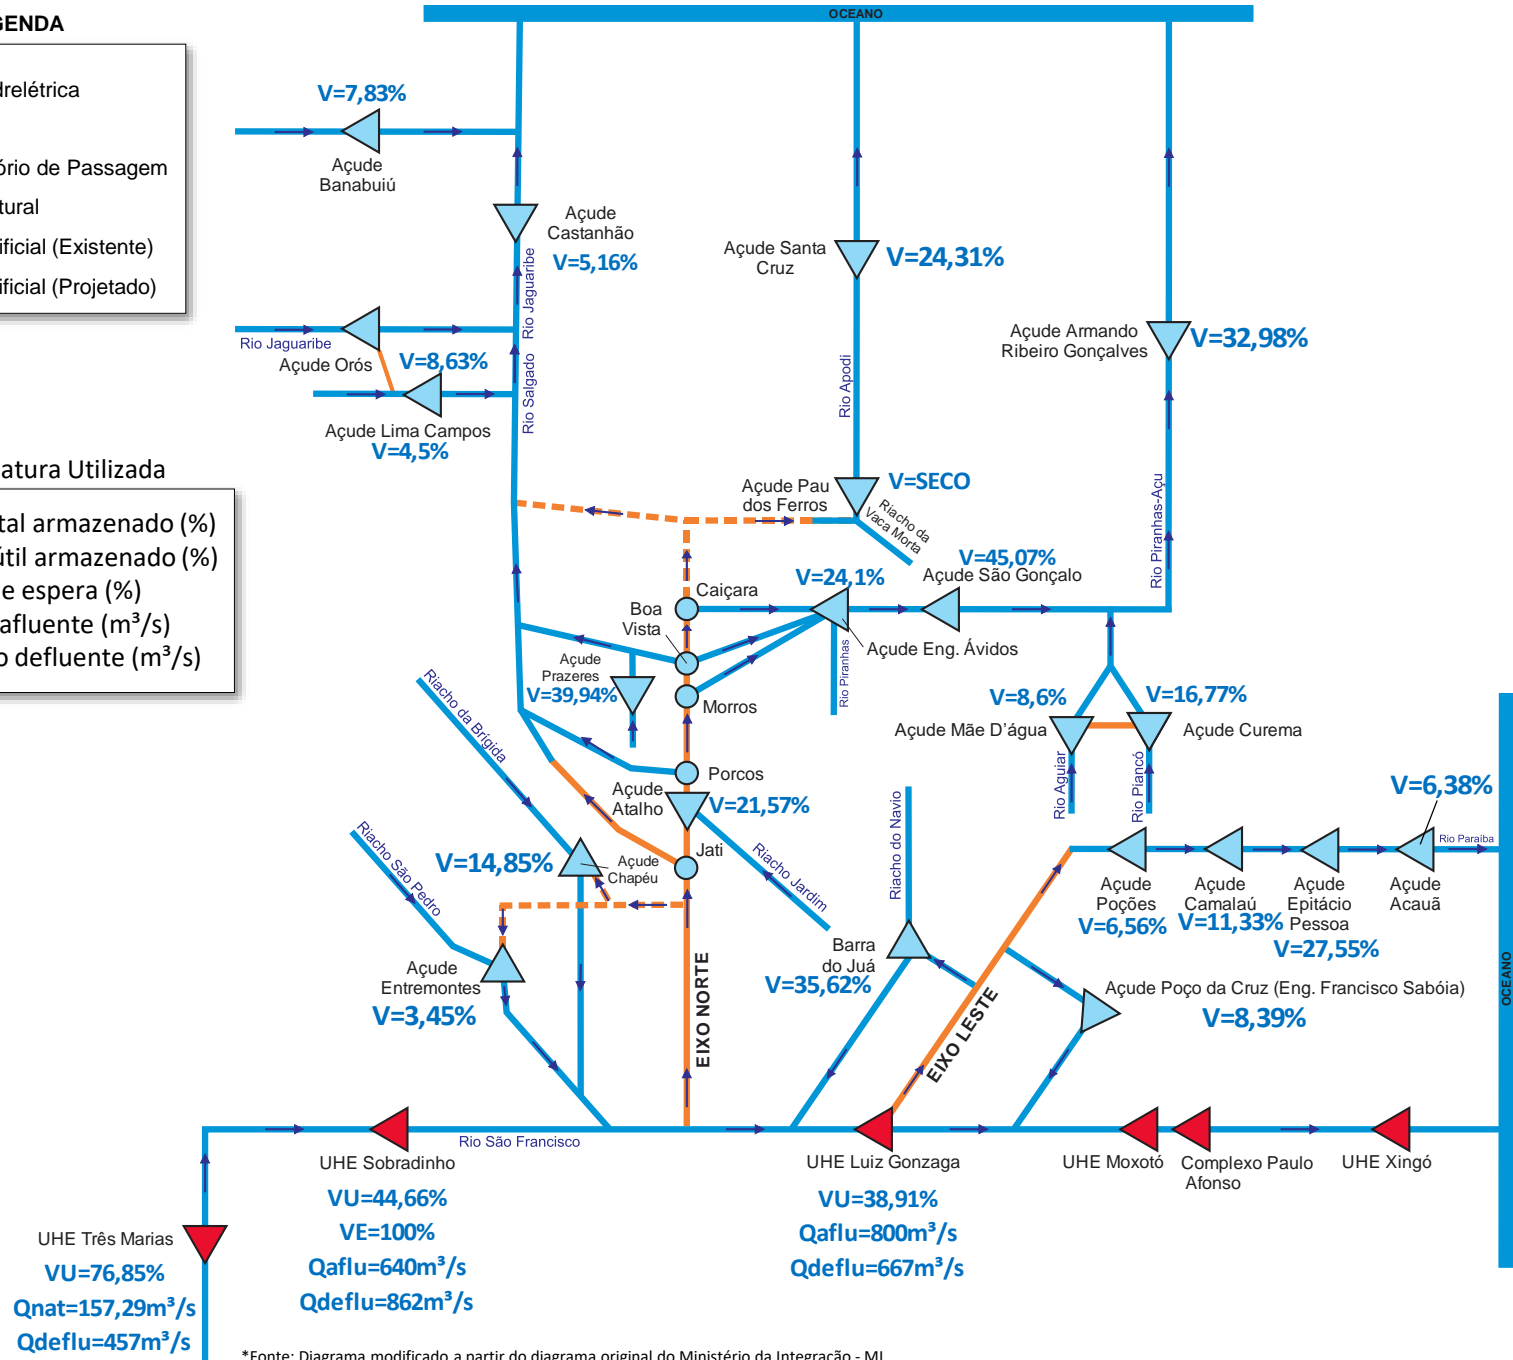 OCEANO
GENDA
drelétrica
ório de Passagem
tural
ificial (Existente)
ificial (Projetado)
V=7,83%
Açude
Banabuiú
Açude
Castanhão
V=5,16%
Rio Jaguaribe
Açude Santa
Cruz
V=24,31%
Açude Armando
Ribeiro Gonçalves
V=32,98%
Rio Jaguaribe
Açude Orós
V=8,63%
Rio Salgado
Rio Apodi
Açude Lima Campos
V=4,5%
atura Utilizada
tal armazenado (%)
útil armazenado (%)
e espera (%)
afluente (m³/s)
o defluente (m³/s)
Açude Pau
dos Ferros
V=SECO
Riacho da
Vaca Morta
Rio Piranhas-Açu
V=45,07%
Açude São Gonçalo
V=24,1%
Caiçara
Boa
Vista
Açude Eng. Ávidos
Rio Piranhas
Açude
Prazeres
V=39,94%
Morros
Riacho da Brígida
V=8,6%
Açude Mãe D'água
V=16,77%
Açude Curema
Rio Aguiar
Rio Piancó
Porcos
Açude
Atalho
V=21,57%
Riacho do Navio
V=6,38%
Rio Paraíba
Riacho São Pedro
V=14,85%
Açude
Chapéu
Jati
Riacho Jardim
Açude
Poções
V=6,56%
Açude
Camalaú
V=11,33%
Açude
Epitácio
Pessoa
V=27,55%
Açude
Acauã
Barra
do Juá
V=35,62%
Açude
Entremontes
V=3,45%
EIXO NORTE
EIXO LESTE
Açude Poço da Cruz (Eng. Francisco Sabóia)
V=8,39%
OCEANO
Rio São Francisco
UHE Sobradinho
VU=44,66%
VE=100%
Qaflu=640m³/s
Qdeflu=862m³/s
UHE Luiz Gonzaga
VU=38,91%
Qaflu=800m³/s
Qdeflu=667m³/s
UHE Moxotó
Complexo Paulo
Afonso
UHE Xingó
UHE Três Marias
VU=76,85%
Qnat=157,29m³/s
Qdeflu=457m³/s
*Fonte: Diagrama modificado a partir do diagrama original do Ministério da Integração - MI